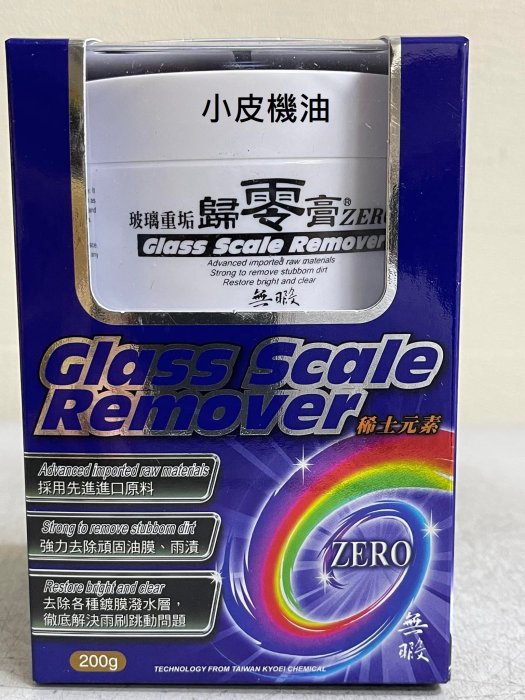 小皮機油
玻璃重垢歸零膏® ZERO
Glass Scale Remover
Advanced imported raw materials
Strong to remove stubborn dirt
Restore bright and clear
無暇
Glass Scale
Remover
稀土元素
Advanced imported raw materials
採用先進進口原料
Strong to remove stubborn dirt
強力去除頑固油膜、雨漬
Restore bright and clear
去除各種鍍膜潑水層，
徹底解決雨刷跳動問題
ZERO
無暇
200g
TECHNOLOGY FROM TAIWAN KYOEI CHEMICAL